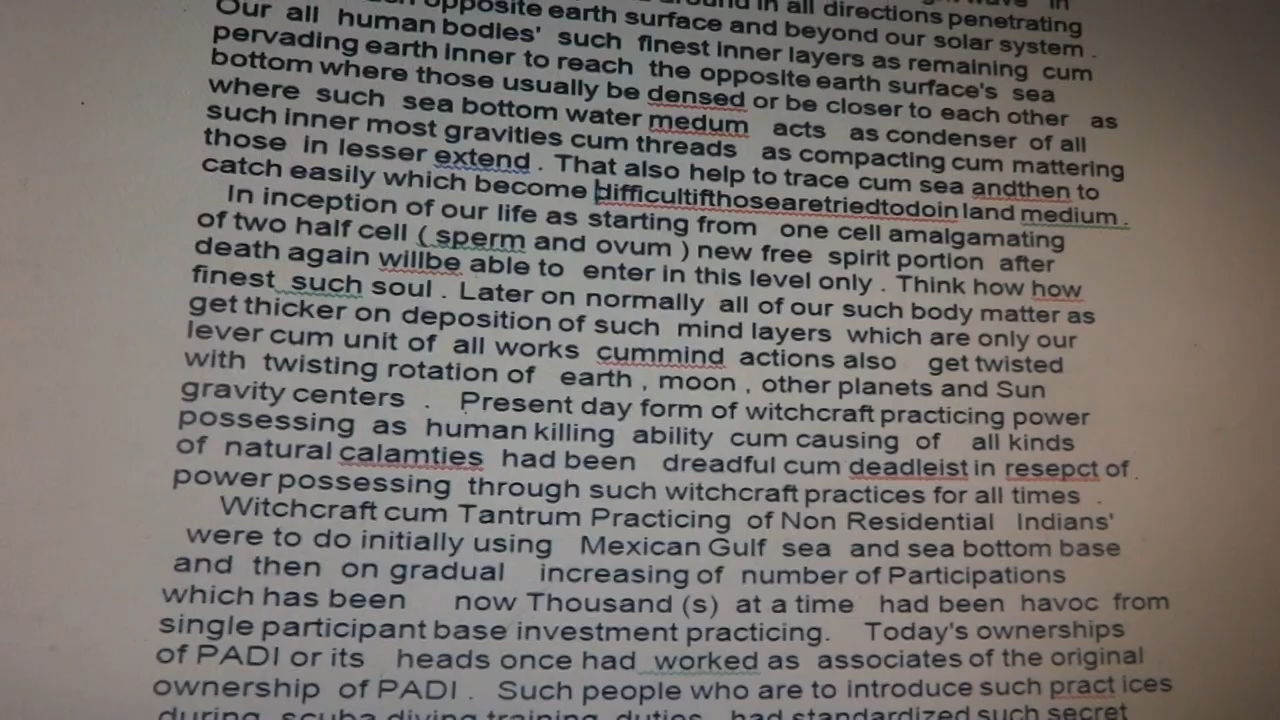 in all directions penetrating
opposite earth surface and beyond our solar system .
Our all human bodies' such finest inner layers as remaining cum
pervading earth inner to reach the opposite earth surface's sea
bottom where those usually be densed or be closer to each other as
where such sea bottom water medum acts as condenser of all
such inner most gravities cum threads as compacting cum mattering
those in lesser extend . That also help to trace cum sea andthen to
catch easily which become difficultifthosearetriedtodoin land medium .
In inception of our life as starting from one cell amalgamating
of two half cell ( sperm and ovum ) new free spirit portion after
death again willbe able to enter in this level only . Think how how
finest such soul . Later on normally all of our such body matter as
get thicker on deposition of such mind layers which are only our
lever cum unit of all works cummind actions also get twisted
with twisting rotation of earth , moon , other planets and Sun
gravity centers . Present day form of witchcraft practicing power
possessing as human killing ability cum causing of all kinds
of natural calamties had been dreadful cum deadleist in resepct of
power possessing through such witchcraft practices for all times .
Witchcraft cum Tantrum Practicing of Non Residential Indians'
were to do initially using Mexican Gulf sea and sea bottom base
and then on gradual increasing of number of Participations
which has been now Thousand (s) at a time had been havoc from
single participant base investment practicing. Today's ownerships
of PADI or its heads once had worked as associates of the original
ownership of PADI . Such people who are to introduce such pract ices
during scuba diving training duties had standardized such secret